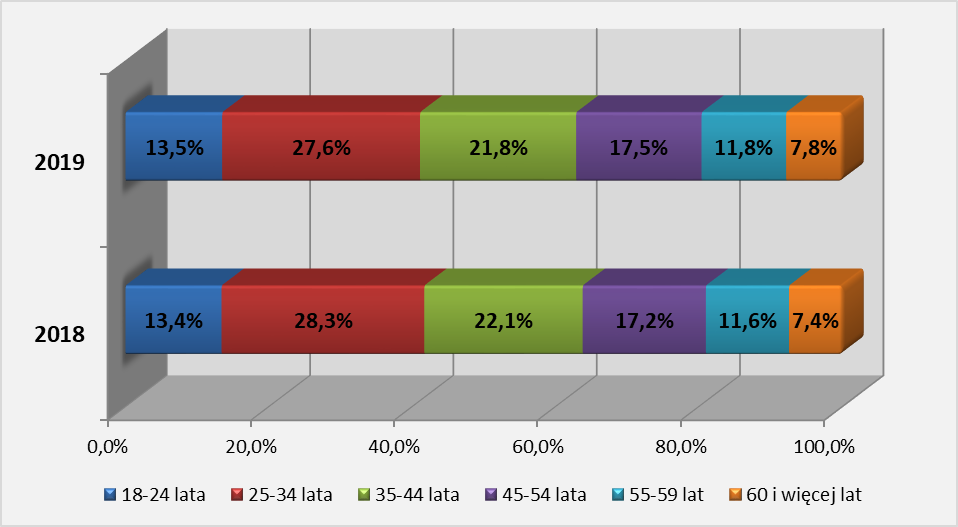 2019
13,5% 27,6% 21,8% 17,5% 11,8% 7,8%
2018
13,4% 28,3% 22,1% 17,2% 11,6% 7,4%
0,0% 20,0% 40,0% 60,0% 80,0% 100,0%
18-24 lata 25-34 lata 35-44 lata 45-54 lata 55-59 lat 60 i więcej lat